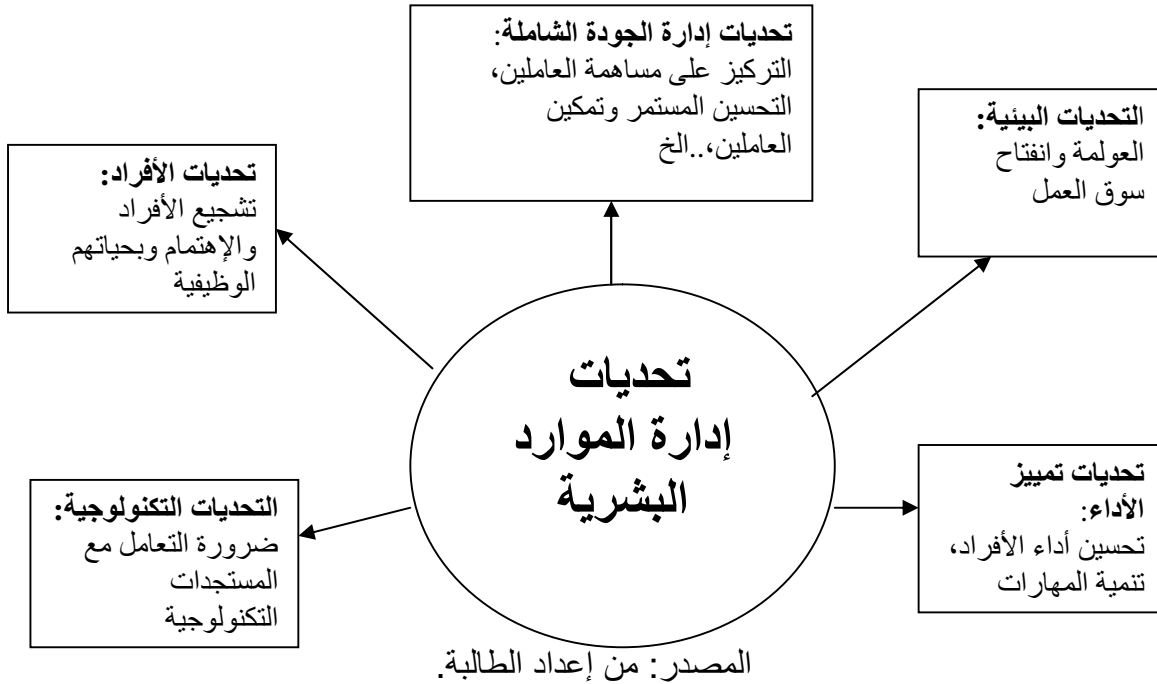 تحديات إدارة الجودة الشاملة:
التركيز على مساهمة العاملين،
التحسين المستمر وتمكين
العاملين،..الخ
التحديات البيئية:
العولمة وانفتاح
سوق العمل
تحديات الأفراد:
تشجيع الأفراد
والإهتمام وبحياتهم
الوظيفية
تحديات
إدارة الموارد
البشرية
تحديات تمييز
الأداء:
تحسين أداء الأفراد،
تنمية المهارات
التحديات التكنولوجية:
ضرورة التعامل مع
المستجدات
التكنولوجية
المصدر: من إعداد الطالبة.